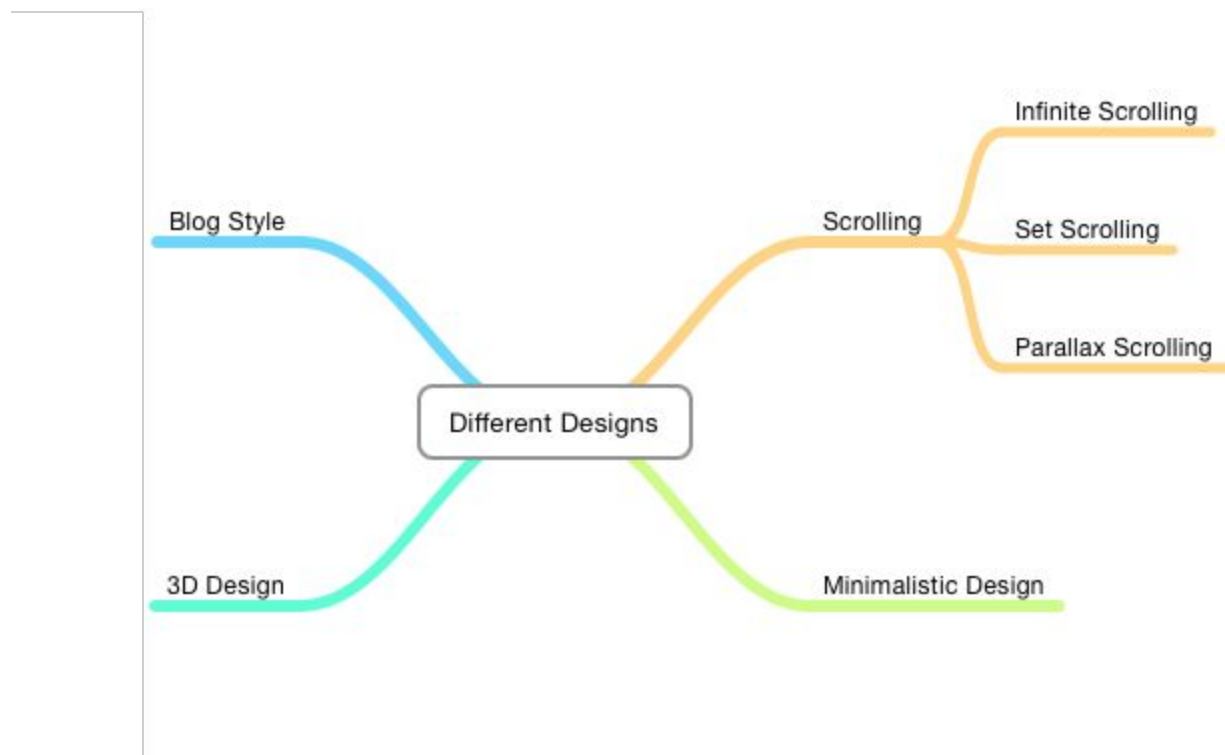 Infinite Scrolling
Blog Style
Scrolling
Set Scrolling
Parallax Scrolling
Different Designs
3D Design
Minimalistic Design